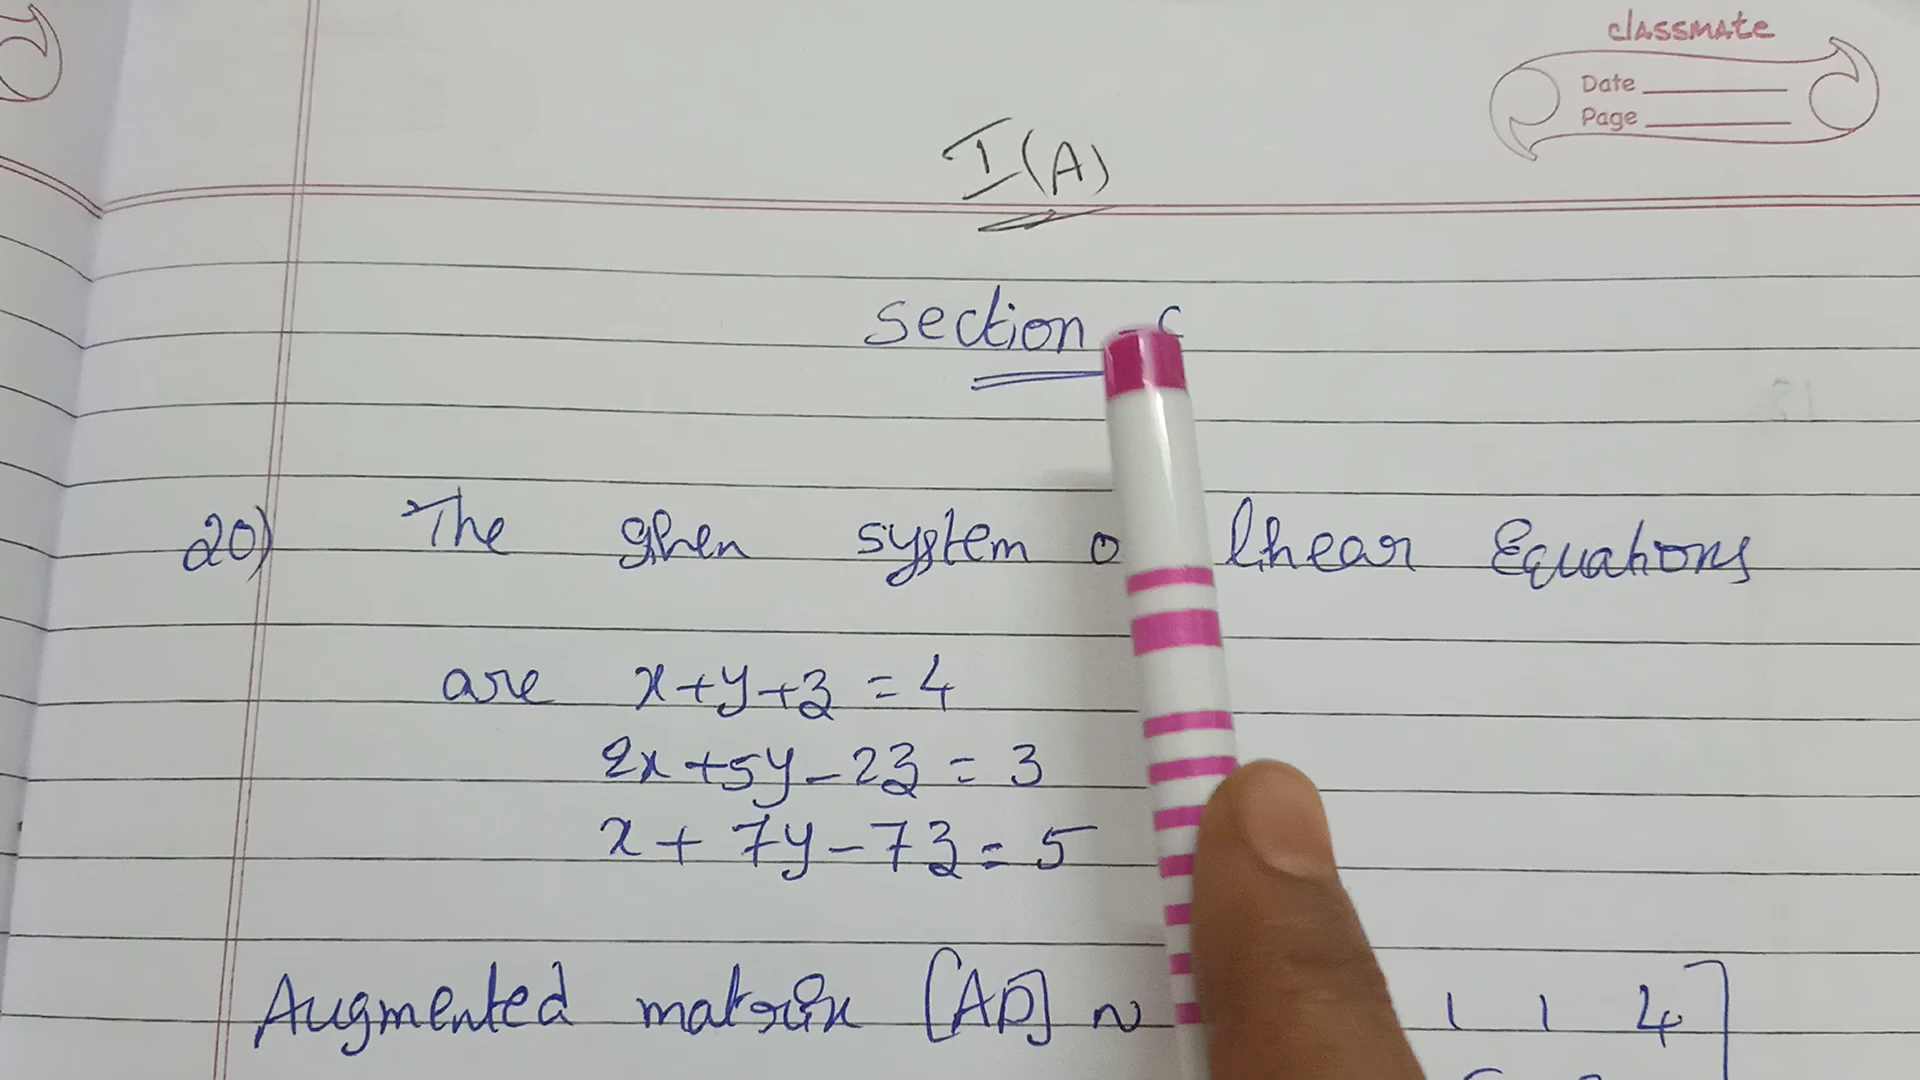 classmate
Date
Page
I(A)
Section - C
20) The given system o linear Equations
are x+y+z = 4
2x+5y-2z = 3
x + 7y - 7z = 5
Augmented matrix [AD] ~ 1 1 4